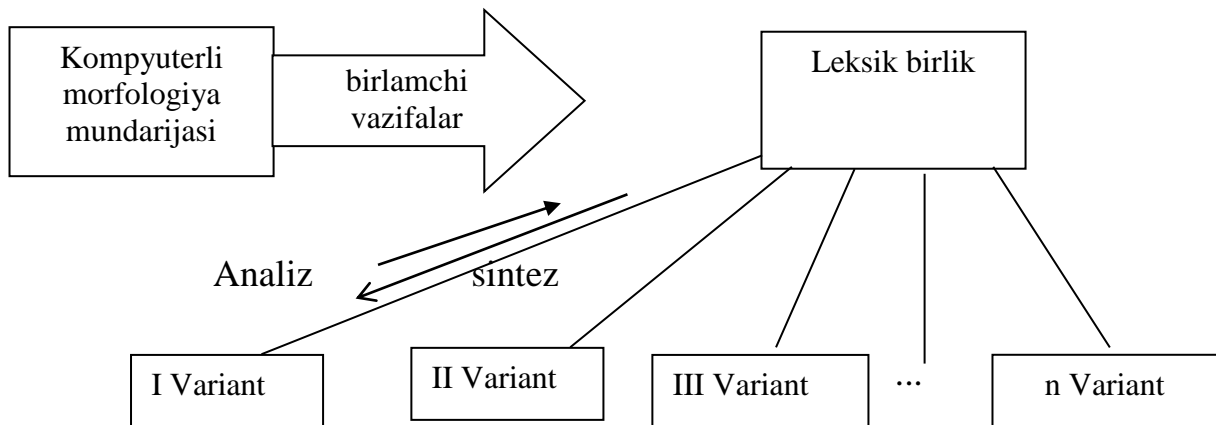 Kompyuterli
morfologiya
mundarijasi
birlamchi
vazifalar
Leksik birlik
Analiz
sintez
I Variant
II Variant
III Variant
...
n Variant